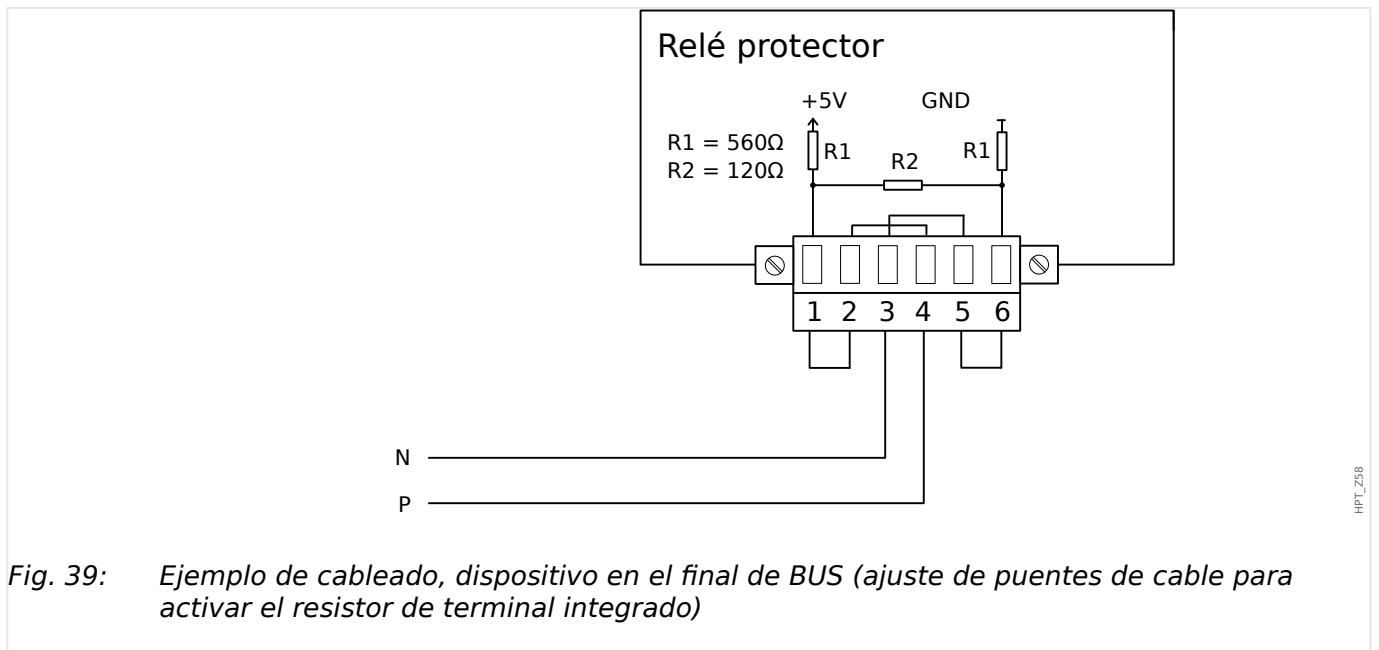 Relé protector
+5V GND
R1 = 560Ω
R2 = 120Ω
R1 R2 R1
1 2 3 4 5 6
N
P
HPT_Z58
Fig. 39: Ejemplo de cableado, dispositivo en el final de BUS (ajuste de puentes de cable para
activar el resistor de terminal integrado)